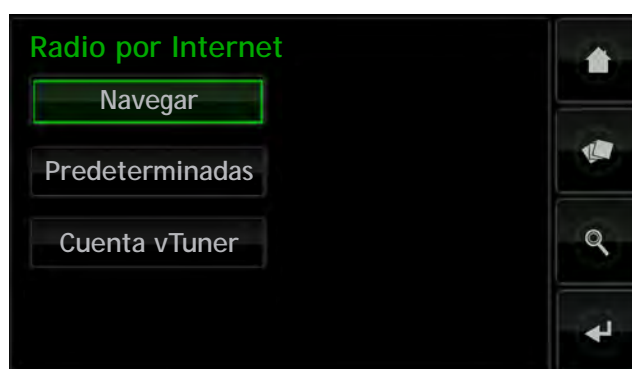 Radio por Internet
Navegar
Predeterminadas
Cuenta vTuner